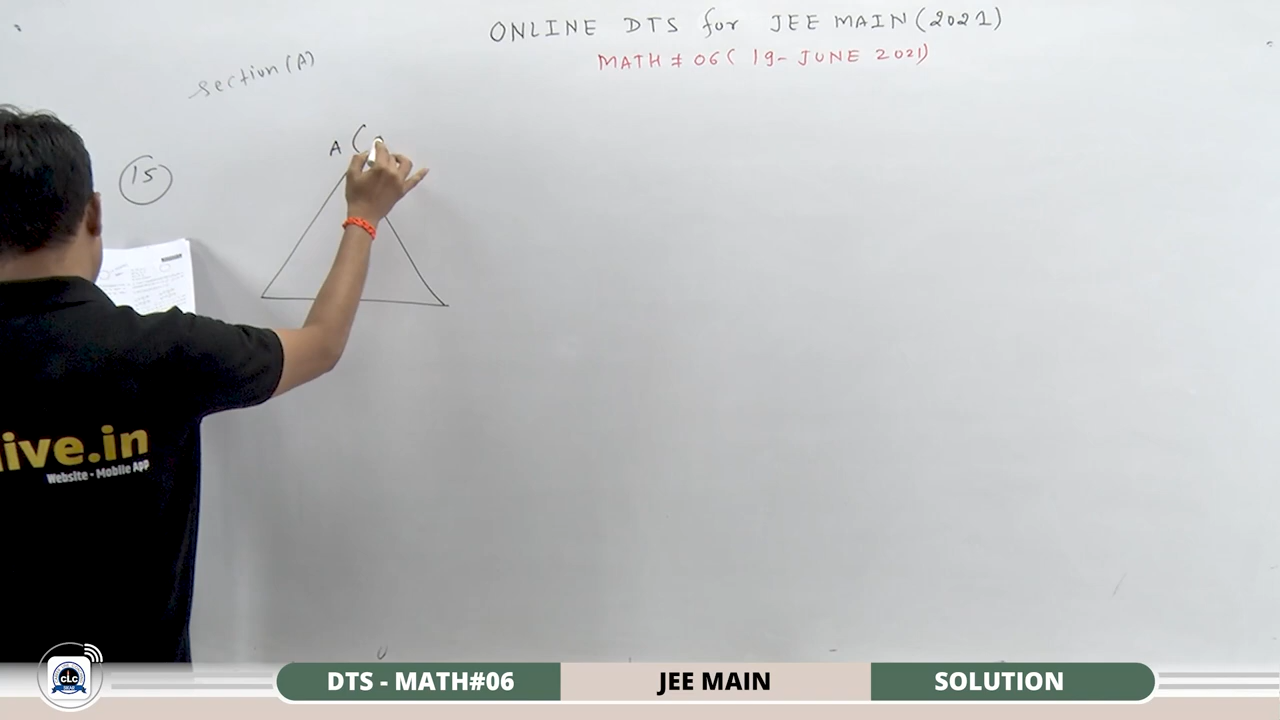 ONLINE DTS for JEE MAIN (2021)
MATH # 06 ( 19- JUNE 2021)
section (A)
A (
15
ive.in
Website - Mobile App
CLC
DTS - MATH#06
JEE MAIN
SOLUTION